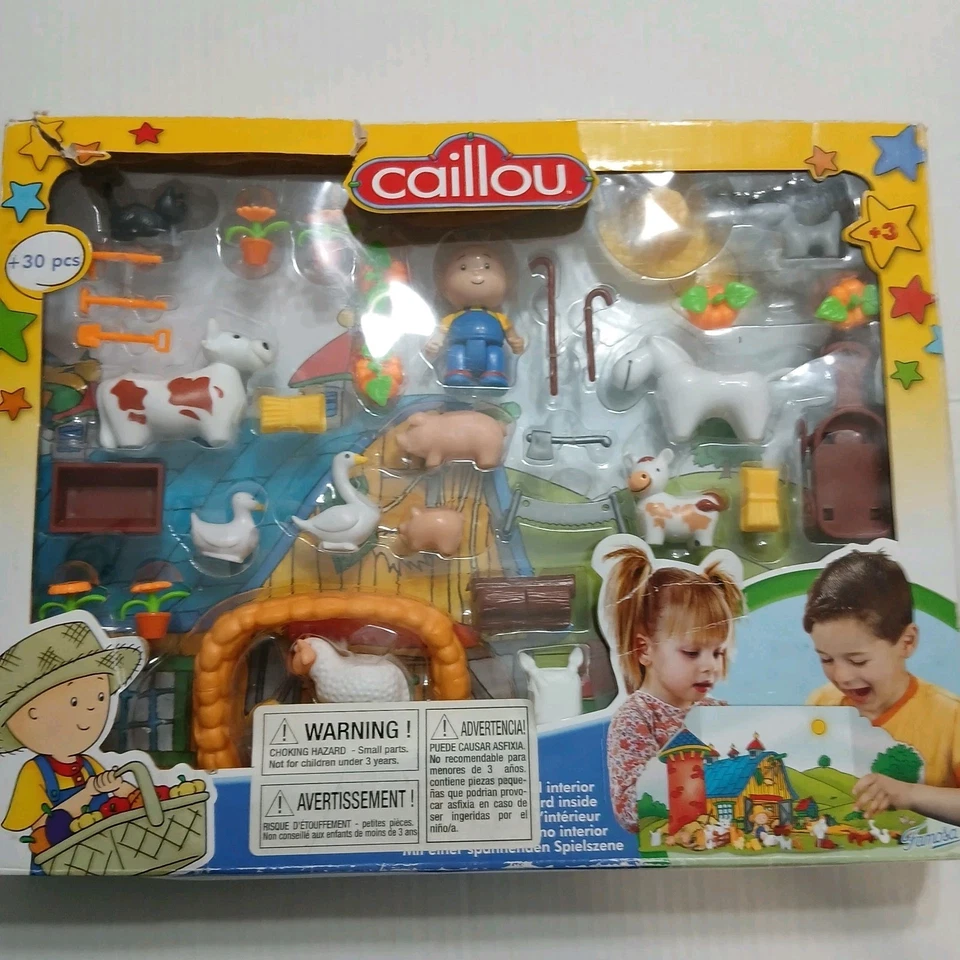 caillou™
+30 pcs
+3
WARNING !
CHOKING HAZARD - Small parts.
Not for children under 3 years.
AVERTISSEMENT !
RISQUE D'ÉTOUFFEMENT - petites pièces.
Non conseillé aux enfants de moins de 3 ans
ADVERTENCIA!
PUEDE CAUSAR ASFIXIA.
No recomendable para
menores de 3 años.
contiene piezas peque-
ñas que podrian provo-
car asfixia en caso de
ser ingeridas por el
niño/a.
interior
inside
l'intérieur
no interior
Mit einer spannenden Spielszene
Famosa